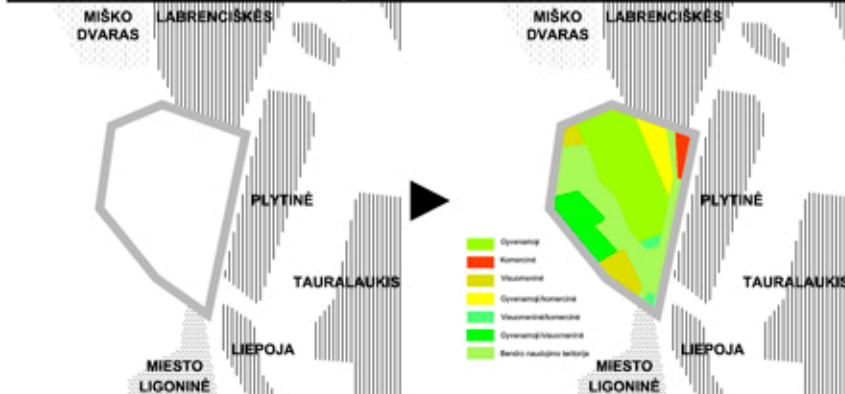 MIŠKO
DVARAS
LABRENCIŠKĖS
PLYTINĖ
TAURALAUKIS
LIEPOJA
MIESTO
LIGONINĖ
MIŠKO
DVARAS
LABRENCIŠKĖS
PLYTINĖ
TAURALAUKIS
LIEPOJA
MIESTO
LIGONINĖ
Gyvenamoji
Komercinė
Visuomeninė
Gyvenamoji/komercinė
Visuomeninė/komercinė
Gyvenamoji/visuomeninė
Bendro naudojimo teritorija